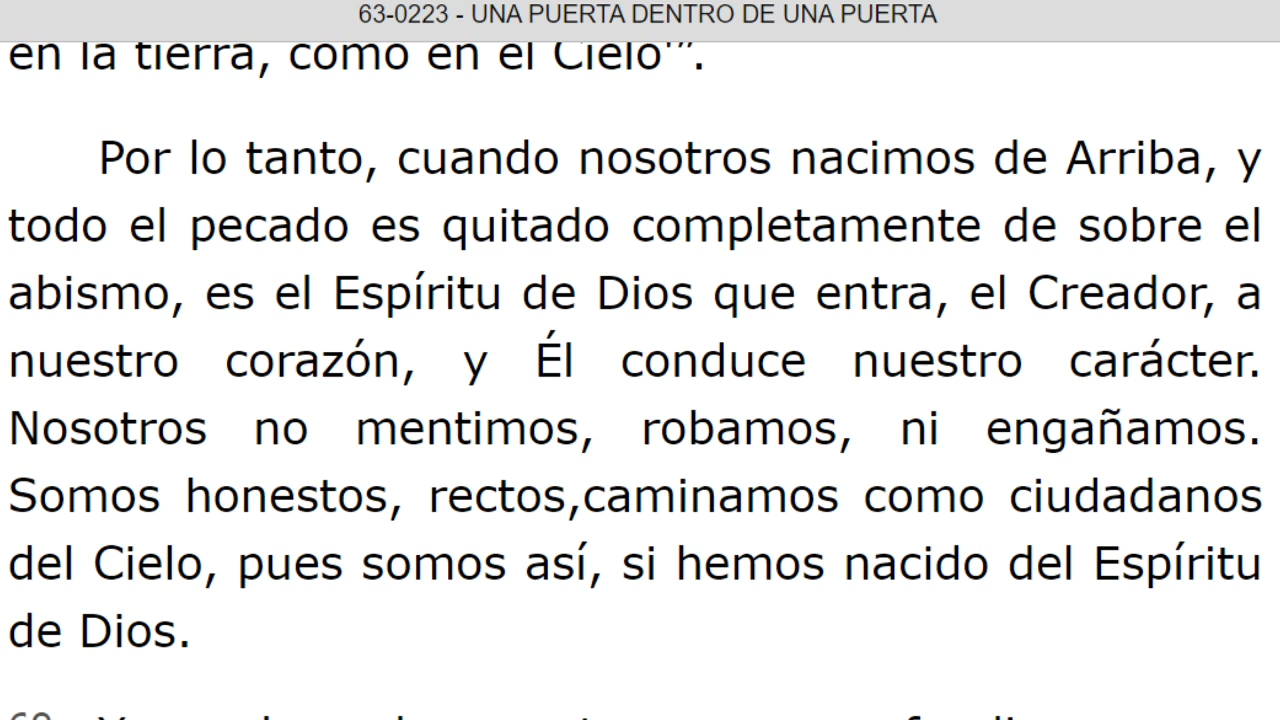 63-0223 - UNA PUERTA DENTRO DE UNA PUERTA
en la tierra, como en el Cielo'”.
Por lo tanto, cuando nosotros nacimos de Arriba, y
todo el pecado es quitado completamente de sobre el
abismo, es el Espíritu de Dios que entra, el Creador, a
nuestro corazón, y Él conduce nuestro carácter.
Nosotros no mentimos, robamos, ni engañamos.
Somos honestos, rectos,caminamos como ciudadanos
del Cielo, pues somos así, si hemos nacido del Espíritu
de Dios.